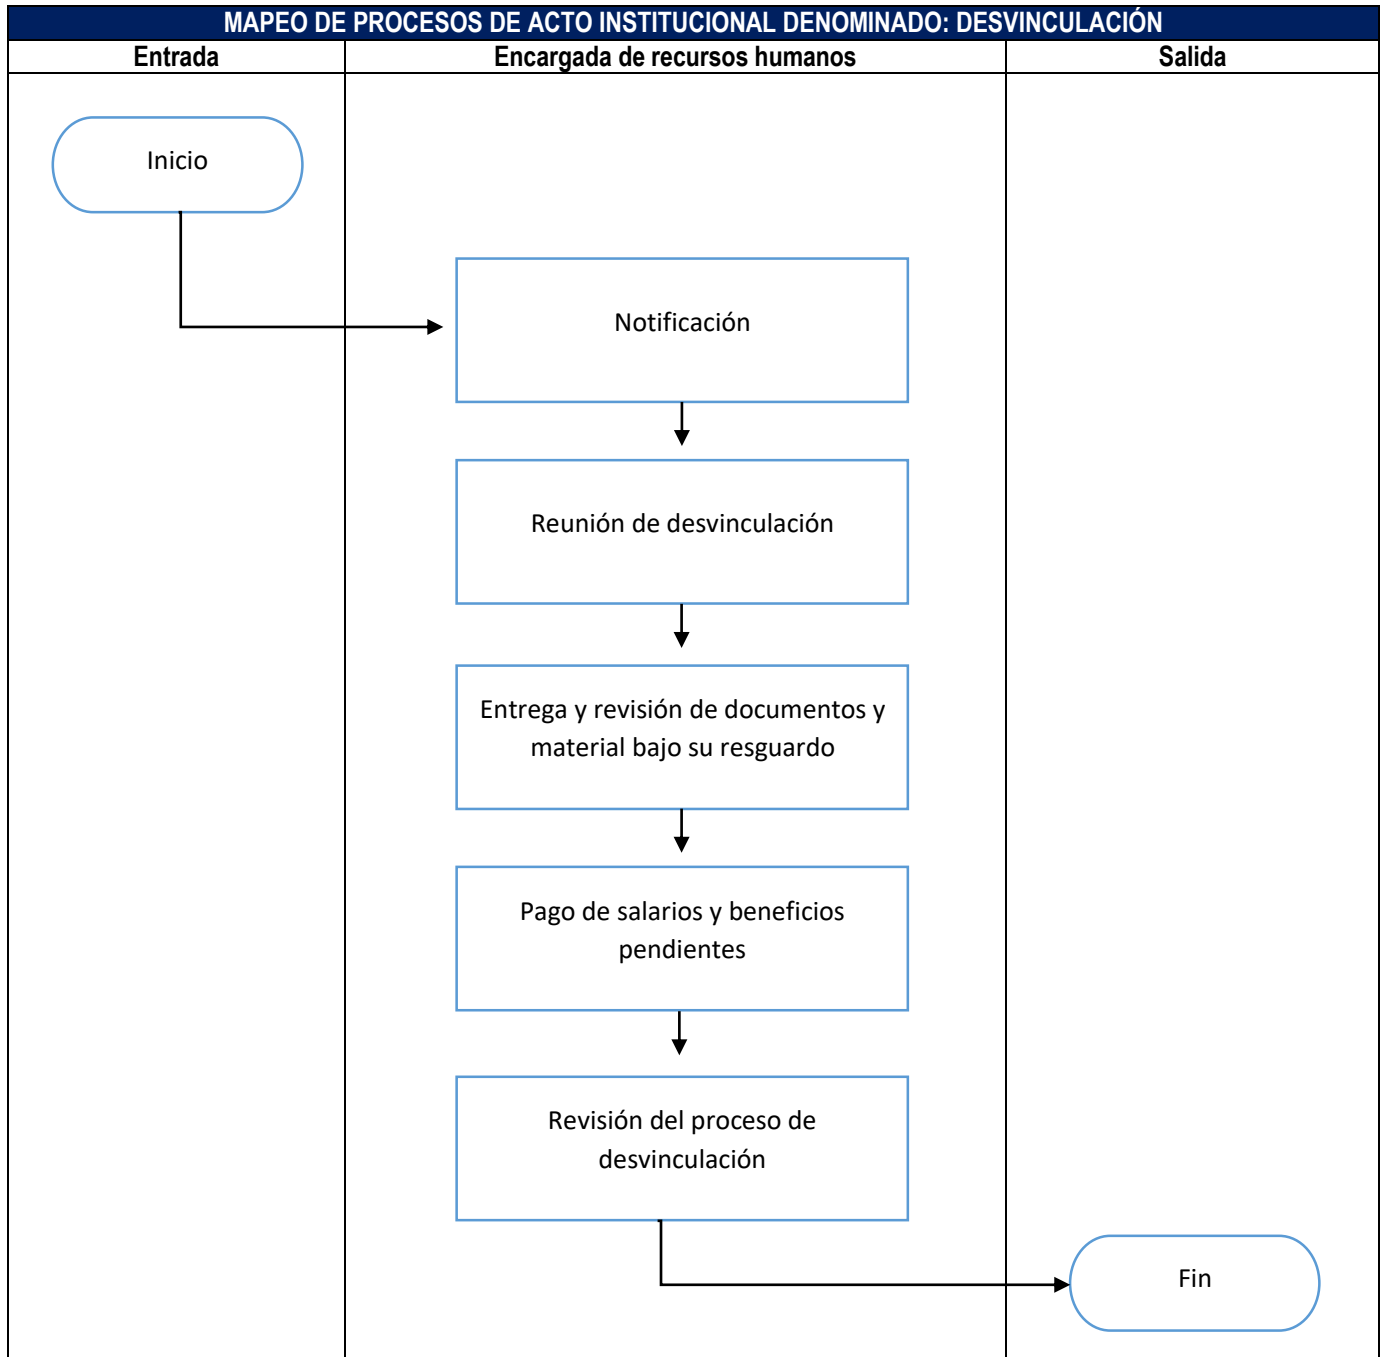 MAPEO DE PROCESOS DE ACTO INSTITUCIONAL DENOMINADO: DESVINCULACIÓN
Entrada
Encargada de recursos humanos
Salida
Inicio
Notificación
Reunión de desvinculación
Entrega y revisión de documentos y
material bajo su resguardo
Pago de salarios y beneficios
pendientes
Revisión del proceso de
desvinculación
Fin